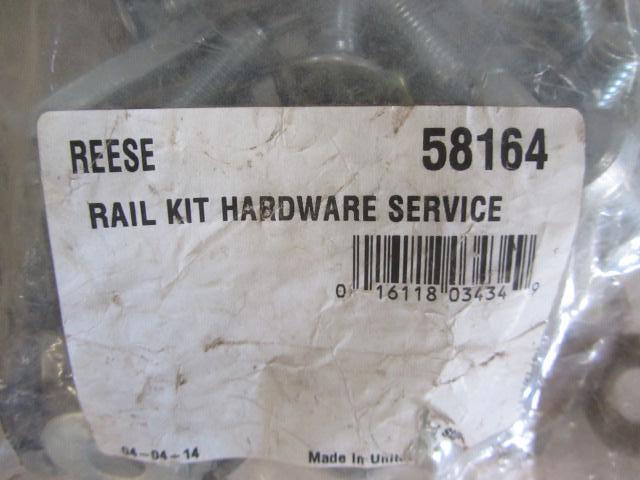 REESE 58164
RAIL KIT HARDWARE SERVICE
0 16118 03434 9
04-04-14 Made In